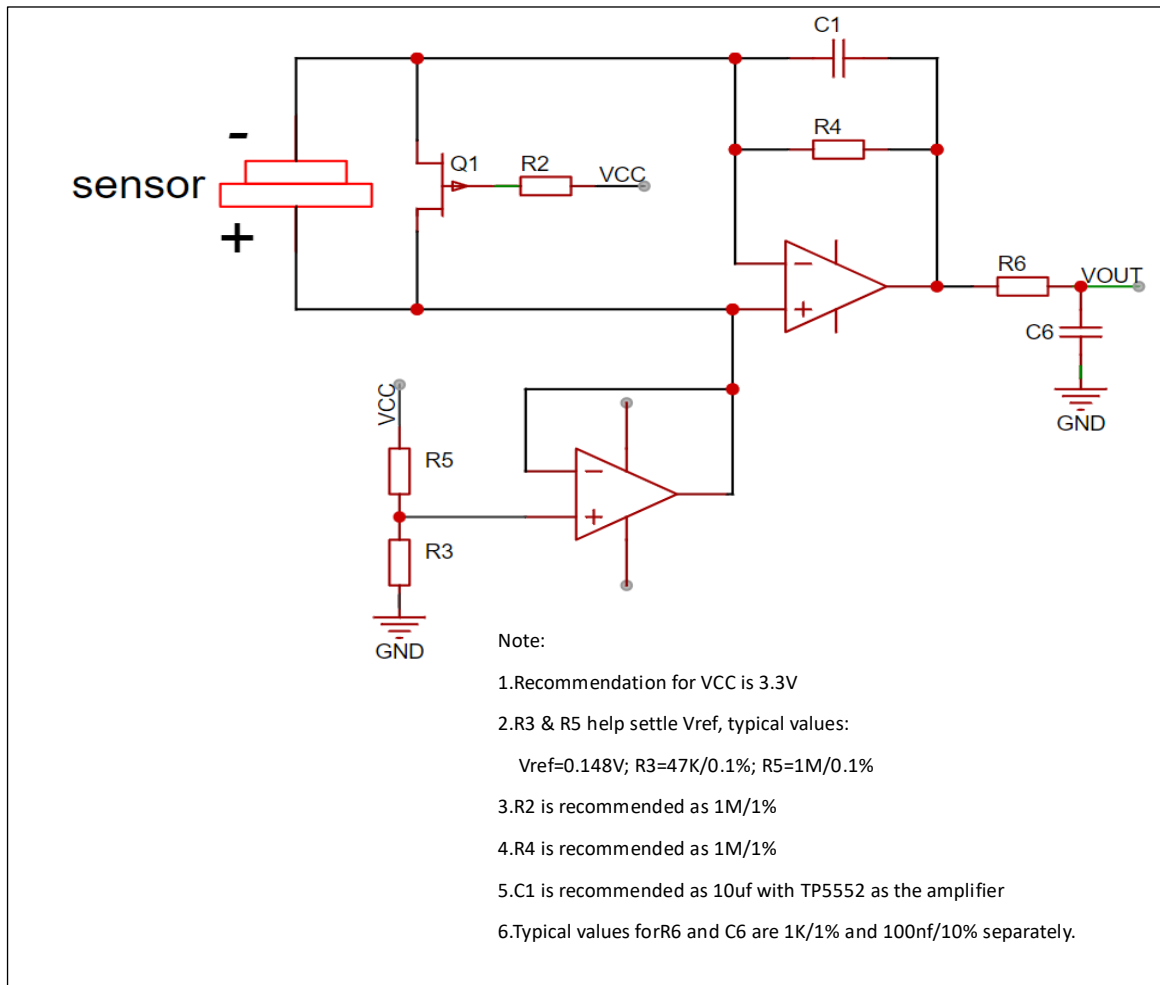 C1
R4
-
Q1
R2
VCC
sensor
+
−
+
R6
VOUT
C6
GND
VCC
R5
−
+
R3
GND
Note:
1.Recommendation for VCC is 3.3V
2.R3 & R5 help settle Vref, typical values:
Vref=0.148V; R3=47K/0.1%; R5=1M/0.1%
3.R2 is recommended as 1M/1%
4.R4 is recommended as 1M/1%
5.C1 is recommended as 10uf with TP5552 as the amplifier
6.Typical values forR6 and C6 are 1K/1% and 100nf/10% separately.